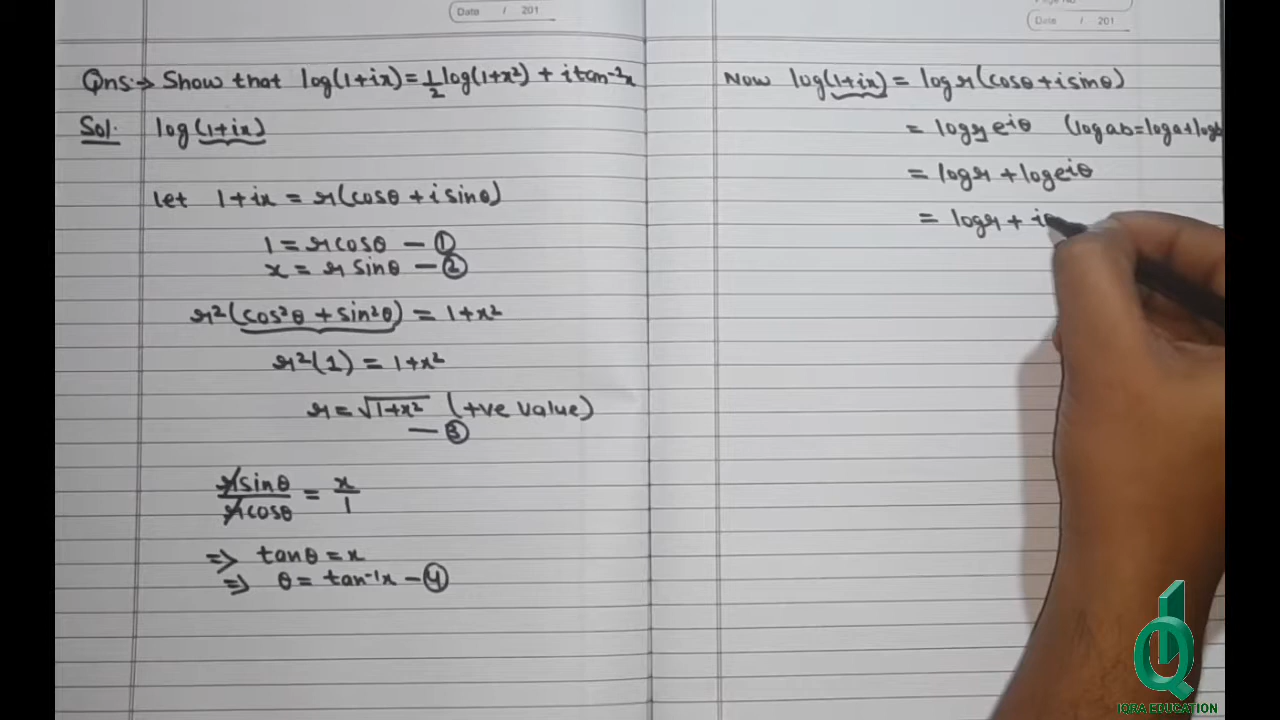 Date / 201
Qns:→ Show that log(1+ix) = 1/2 log(1+x²) + i tan⁻¹x
Sol. log(1+ix)
let 1+ix = r(cosθ + i sinθ)
1 = r cosθ — ①
x = r sinθ — ②
r²(cos²θ + sin²θ) = 1+x²
r²(1) = 1+x²
r = √1+x² (+ve value)
— ③
r sinθ / r cosθ = x/1
⇒ tanθ = x
⇒ θ = tan⁻¹x — ④
Date / 201
Now log(1+ix) = log r(cosθ + i sinθ)
= log r e^iθ (log ab = log a + log b
= log r + log e^iθ
= log r + i
IQRA EDUCATION